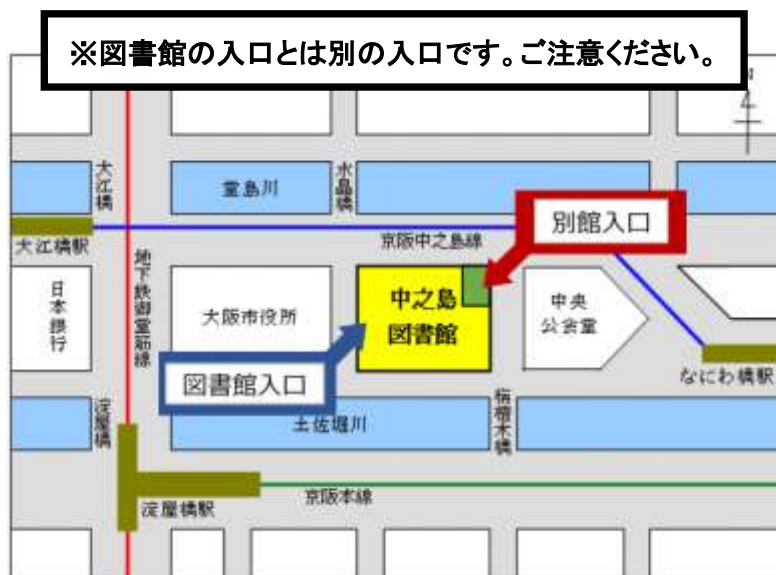 ※図書館の入口とは別の入口です。ご注意ください。
N
大江橋
堂島川
水晶橋
別館入口
大江橋駅
京阪中之島線
地下鉄御堂筋線
日本銀行
大阪市役所
中之島
図書館
中央
公会堂
図書館入口
なにわ橋駅
淀屋橋
土佐堀川
栴檀木橋
淀屋橋駅
京阪本線